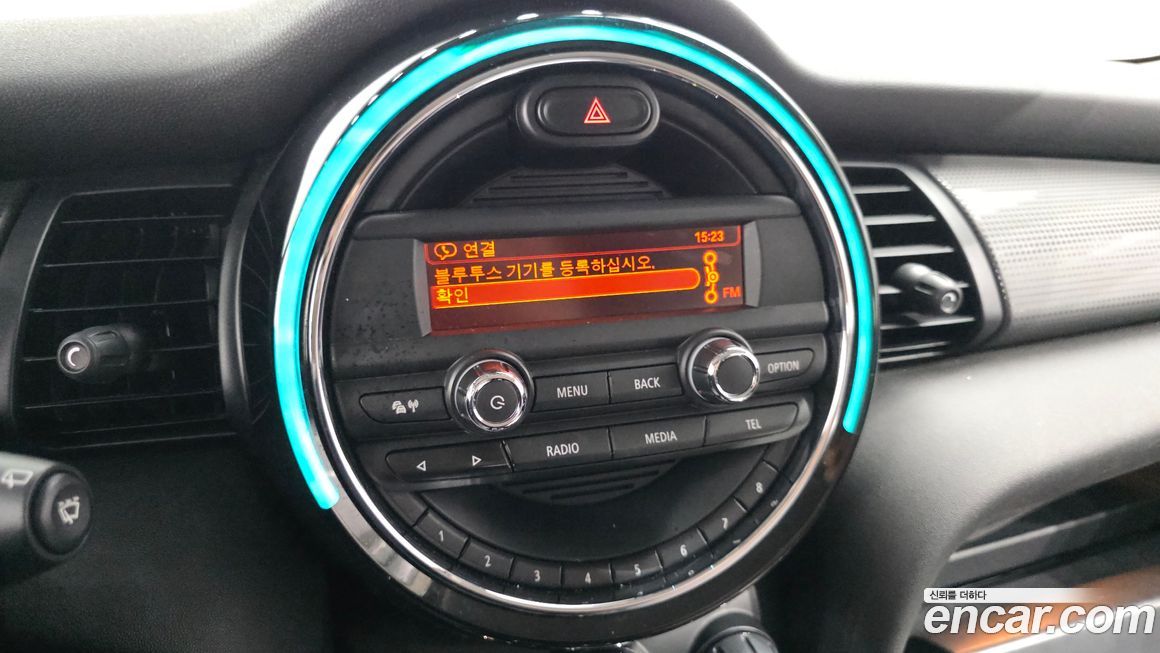 연결 15:23
블루투스 기기를 등록하십시오.
확인
FM
MENU BACK OPTION
RADIO MEDIA TEL
1 2 3 4 5 6 7 8
신뢰를 더하다
encar.com